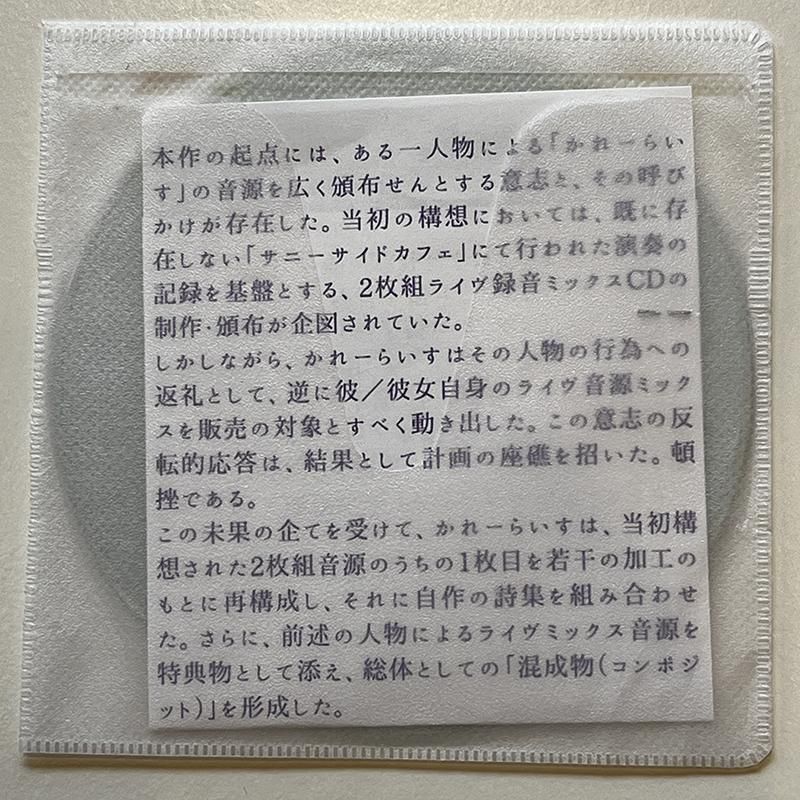 本作の起点には、ある一人物による「かれーらい
す」の音源を広く頒布せんとする意志と、その呼び
かけが存在した。当初の構想においては、既に存
在しない「サニーサイドカフェ」にて行われた演奏の
記録を基盤とする、2枚組ライヴ録音ミックスCDの
制作・頒布が企図されていた。
しかしながら、かれーらいすはその人物の行為への
返礼として、逆に彼／彼女自身のライヴ音源ミック
スを販売の対象とすべく動き出した。この意志の反
転的応答は、結果として計画の座礁を招いた。頓
挫である。
この未果の企てを受けて、かれーらいすは、当初構
想された2枚組音源のうちの1枚目を若干の加工の
もとに再構成し、それに自作の詩集を組み合わせ
た。さらに、前述の人物によるライヴミックス音源を
特典物として添え、総体としての「混成物（コンポジ
ット）」を形成した。